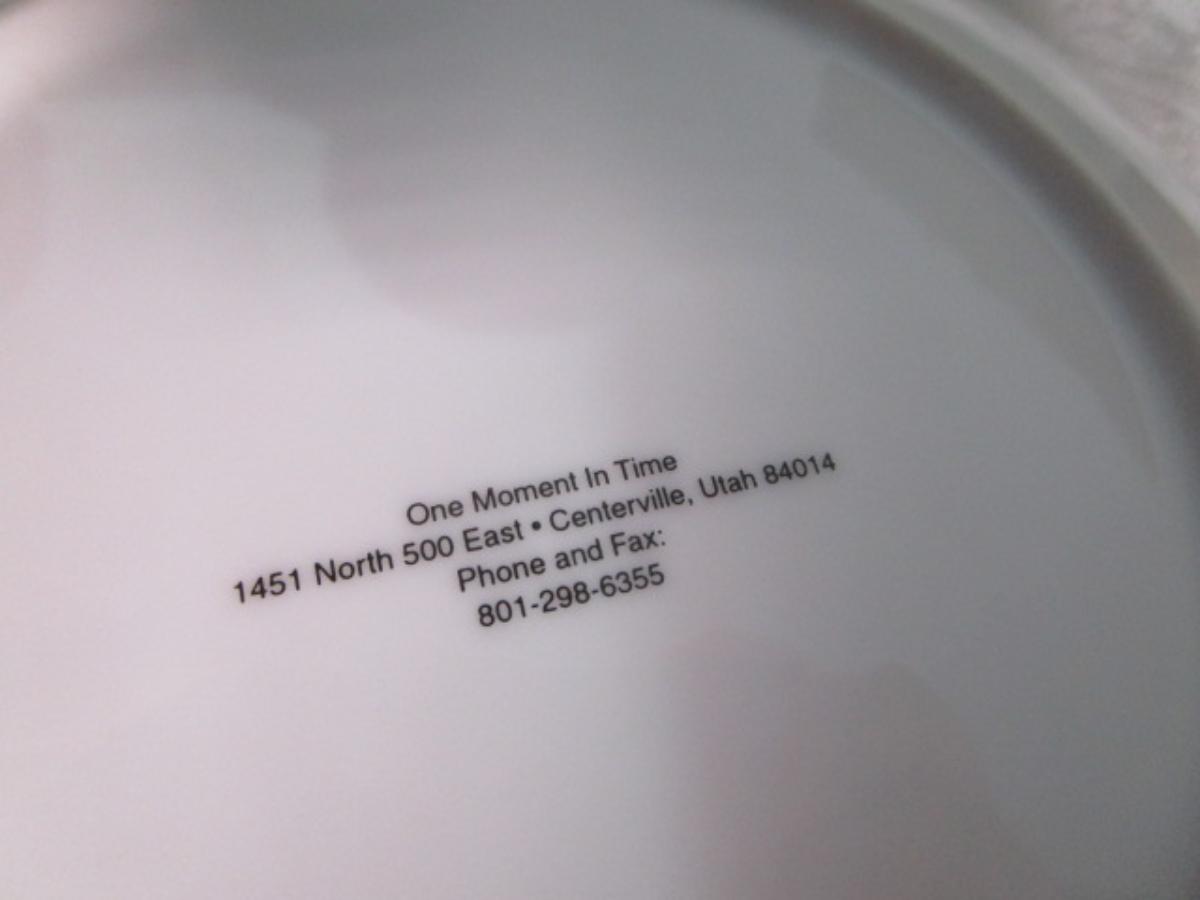 One Moment In Time
1451 North 500 East • Centerville, Utah 84014
Phone and Fax:
801-298-6355